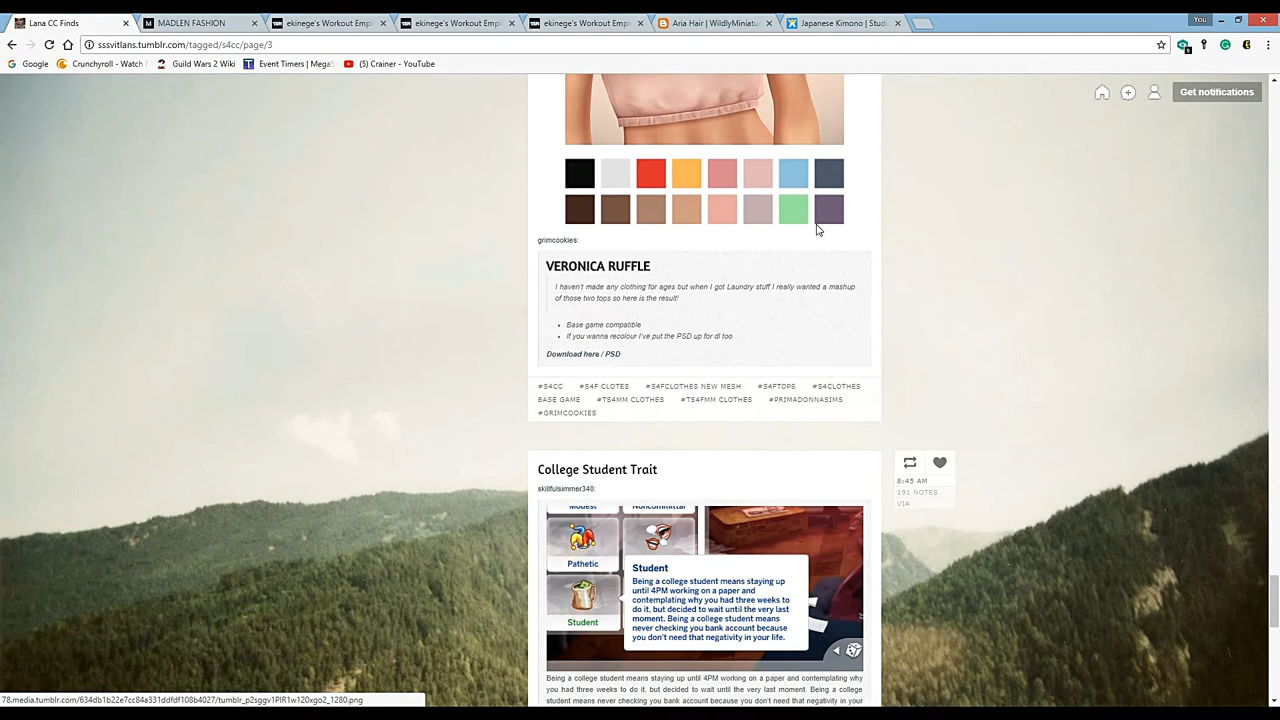 You
Lana CC Finds
MADLEN FASHION
ekinege's Workout Emp
ekinege's Workout Emp
ekinege's Workout Emp
Aria Hair | WildlyMiniatu
Japanese Kimono | Studi
sssvitlans.tumblr.com/tagged/s4cc/page/3
Google
Crunchyroll - Watch
Guild Wars 2 Wiki
Event Timers | Mega
(5) Crainer - YouTube
Get notifications
grimcookies:
VERONICA RUFFLE
I haven't made any clothing for ages but when I got Laundry stuff I really wanted a mashup
of those two tops so here is the result!
Base game compatible
If you wanna recolour I've put the PSD up for dl too
Download here / PSD
#S4CC #S4F CLOTES #S4FCLOTHES NEW MESH #S4FTOPS #S4CLOTHES
BASE GAME #TS4MM CLOTHES #TS4FMM CLOTHES #PRIMADONNASIMS
#GRIMCOOKIES
College Student Trait
skillfulsimmer340:
8:45 AM
191 NOTES
VIA
Modest
Noncommittal
Pathetic
Student
Student
Being a college student means staying up
until 4PM working on a paper and
contemplating why you had three weeks to
do it, but decided to wait until the very last
moment. Being a college student means
never checking you bank account because
you don't need that negativity in your life.
Being a college student means staying up until 4PM working on a paper and contemplating why
you had three weeks to do it, but decided to wait until the very last moment. Being a college
student means never checking you bank account because you don't need that negativity in your
78.media.tumblr.com/634db1b22e7cc84a331ddfdf108b4027/tumblr_p2sggv1PIR1w120xgo2_1280.png